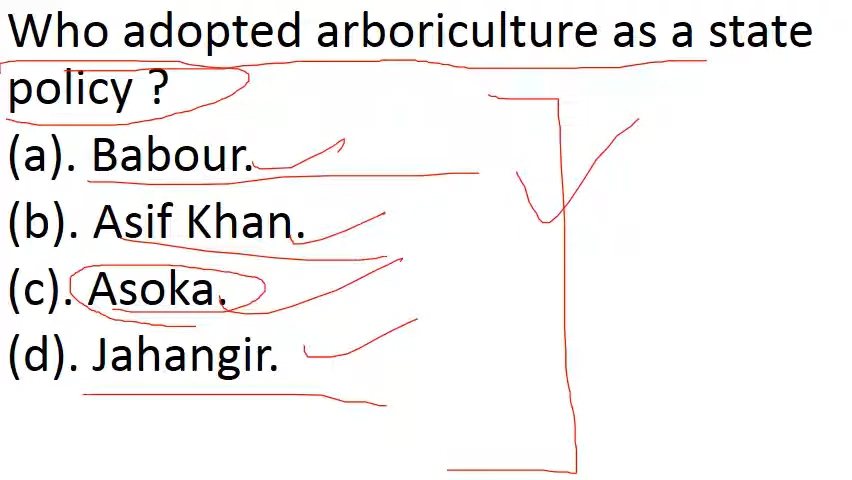 Who adopted arboriculture as a state
policy ?
(a). Babour.
(b). Asif Khan.
(c). Asoka.
(d). Jahangir.